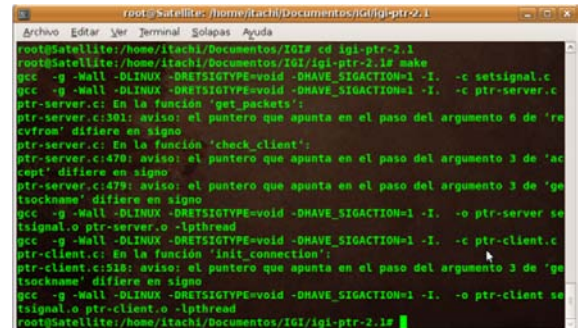 root@Satellite: /home/itachi/Documentos/IGI/igi-ptr-2.1
Archivo Editar Ver Terminal Solapas Ayuda
root@Satellite:/home/itachi/Documentos/IGI# cd igi-ptr-2.1
root@Satellite:/home/itachi/Documentos/IGI/igi-ptr-2.1# make
gcc -g -Wall -DLINUX -DRETSIGTYPE=void -DHAVE_SIGACTION=1 -I. -c setsignal.c
gcc -g -Wall -DLINUX -DRETSIGTYPE=void -DHAVE_SIGACTION=1 -I. -c ptr-server.c
ptr-server.c: En la función 'get_packets':
ptr-server.c:301: aviso: el puntero que apunta en el paso del argumento 6 de 're
cvfrom' difiere en signo
ptr-server.c: En la función 'check_client':
ptr-server.c:470: aviso: el puntero que apunta en el paso del argumento 3 de 'ac
cept' difiere en signo
ptr-server.c:479: aviso: el puntero que apunta en el paso del argumento 3 de 'ge
tsockname' difiere en signo
gcc -g -Wall -DLINUX -DRETSIGTYPE=void -DHAVE_SIGACTION=1 -I. -o ptr-server se
tsignal.o ptr-server.o -lpthread
gcc -g -Wall -DLINUX -DRETSIGTYPE=void -DHAVE_SIGACTION=1 -I. -c ptr-client.c
ptr-client.c: En la función 'init_connection':
ptr-client.c:518: aviso: el puntero que apunta en el paso del argumento 3 de 'ge
tsockname' difiere en signo
gcc -g -Wall -DLINUX -DRETSIGTYPE=void -DHAVE_SIGACTION=1 -I. -o ptr-client se
tsignal.o ptr-client.o -lpthread
root@Satellite:/home/itachi/Documentos/IGI/igi-ptr-2.1#